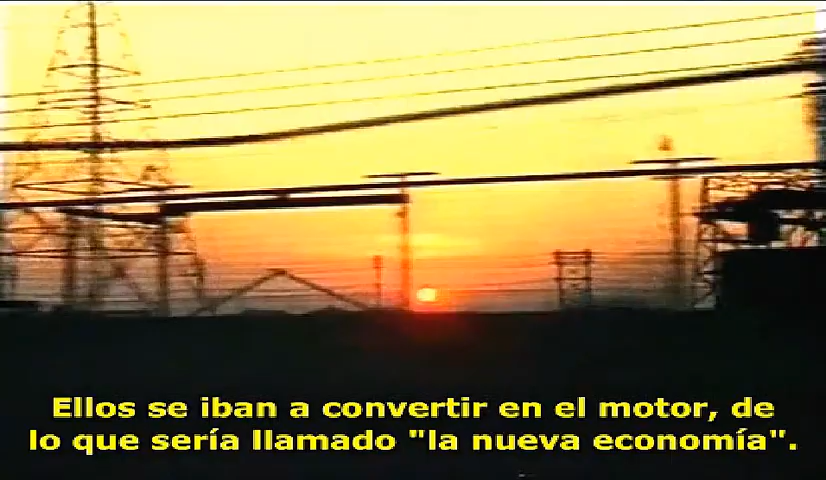 Ellos se iban a convertir en el motor, de
lo que sería llamado "la nueva economía".